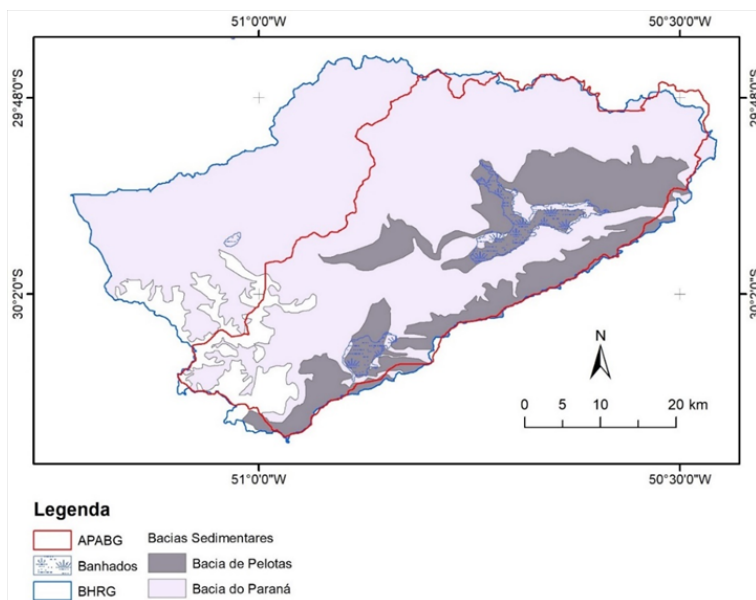 51°0'0"W 50°30'0"W
29°48'0"S 29°48'0"S
30°2'0"S 30°2'0"S
N
0 5 10 20 km
51°0'0"W 50°30'0"W
Legenda
APABG Bacias Sedimentares
Banhados Bacia de Pelotas
BHRG Bacia do Paraná